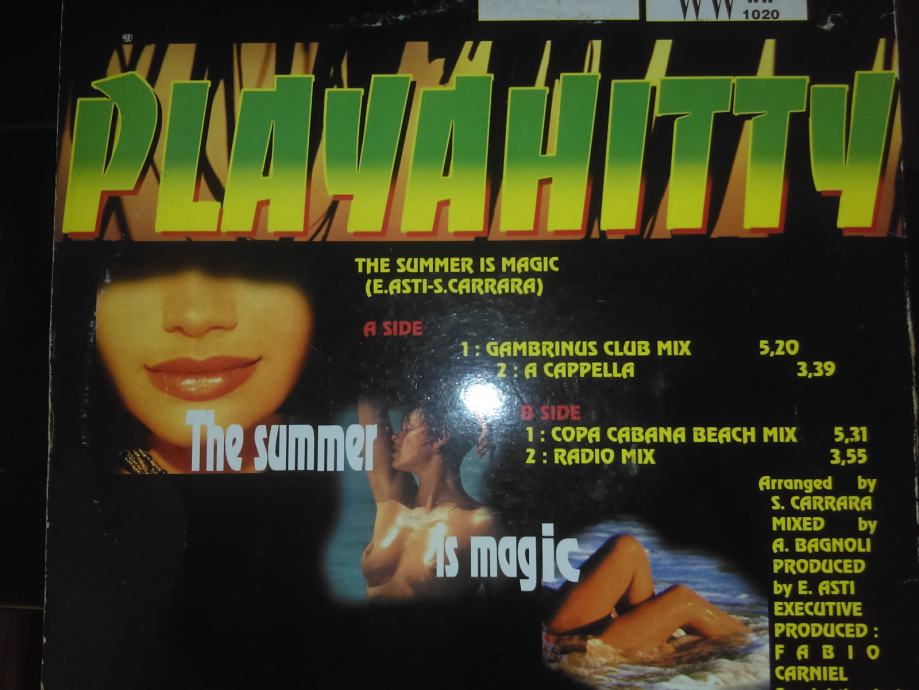 1020
PLAYAHITTY
THE SUMMER IS MAGIC
(E.ASTI-S.CARRARA)
A SIDE
1 : GAMBRINUS CLUB MIX 5,20
2 : A CAPPELLA 3,39
B SIDE
1 : COPA CABANA BEACH MIX 5,31
2 : RADIO MIX 3,55
The summer
is magic
Arranged by
S. CARRARA
MIXED by
A. BAGNOLI
PRODUCED
by E. ASTI
EXECUTIVE
PRODUCED :
F A B I O
CARNIEL